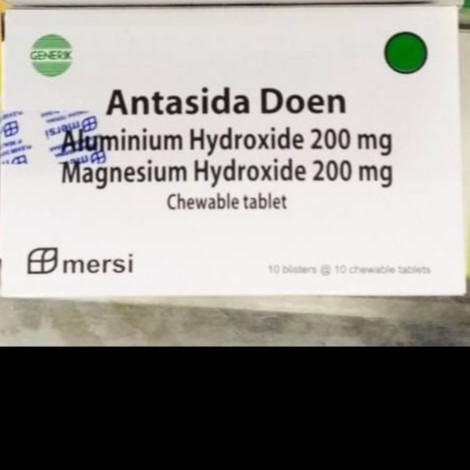 GENERIK
Antasida Doen
Aluminium Hydroxide 200 mg
Magnesium Hydroxide 200 mg
Chewable tablet
mersi
mersi
10 blisters @ 10 chewable tablets